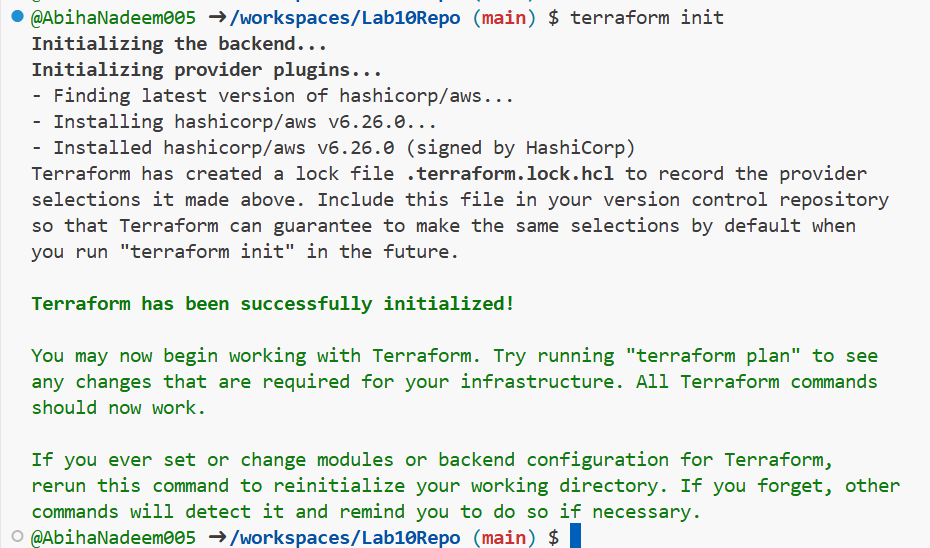 @AbihaNadeem005 ➜/workspaces/Lab10Repo (main) $ terraform init
Initializing the backend...
Initializing provider plugins...
- Finding latest version of hashicorp/aws...
- Installing hashicorp/aws v6.26.0...
- Installed hashicorp/aws v6.26.0 (signed by HashiCorp)
Terraform has created a lock file .terraform.lock.hcl to record the provider
selections it made above. Include this file in your version control repository
so that Terraform can guarantee to make the same selections by default when
you run "terraform init" in the future.
Terraform has been successfully initialized!
You may now begin working with Terraform. Try running "terraform plan" to see
any changes that are required for your infrastructure. All Terraform commands
should now work.
If you ever set or change modules or backend configuration for Terraform,
rerun this command to reinitialize your working directory. If you forget, other
commands will detect it and remind you to do so if necessary.
@AbihaNadeem005 ➜/workspaces/Lab10Repo (main) $